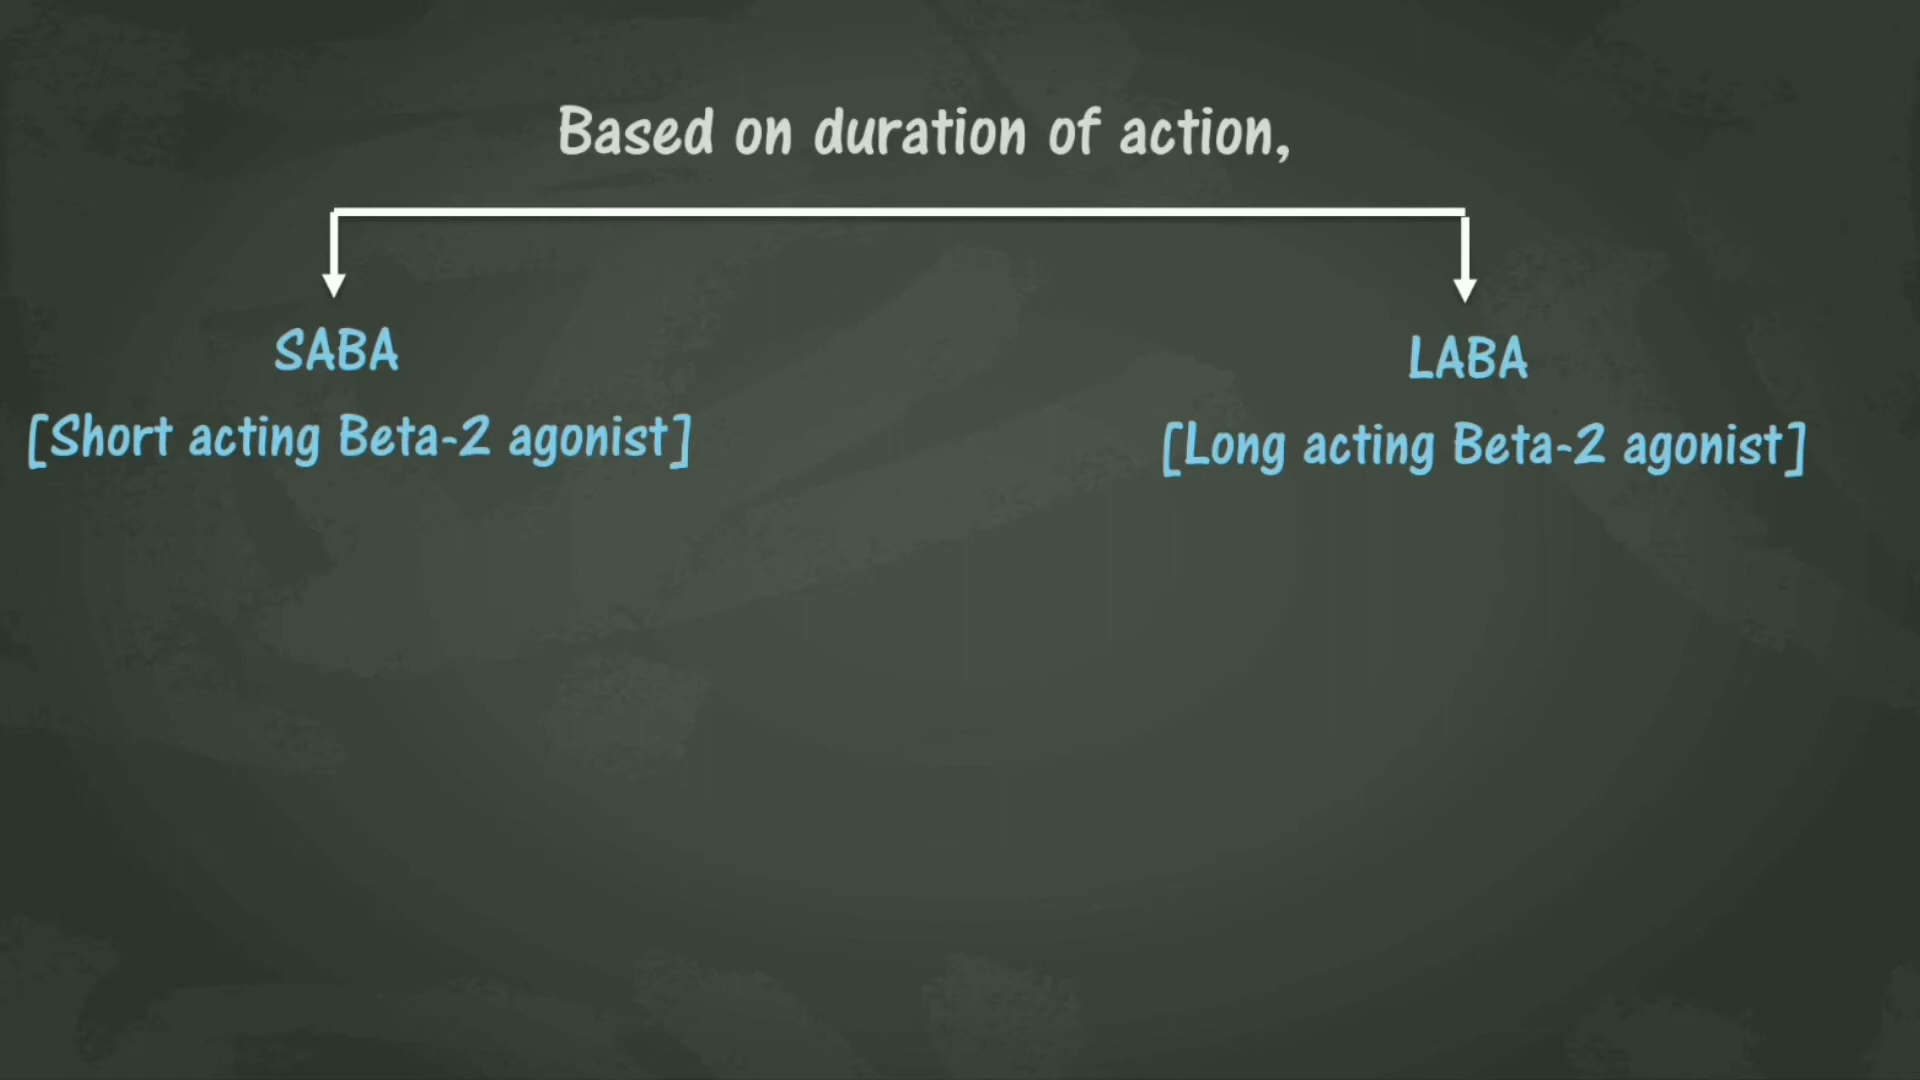 Based on duration of action,
SABA
[Short acting Beta-2 agonist]
LABA
[Long acting Beta-2 agonist]